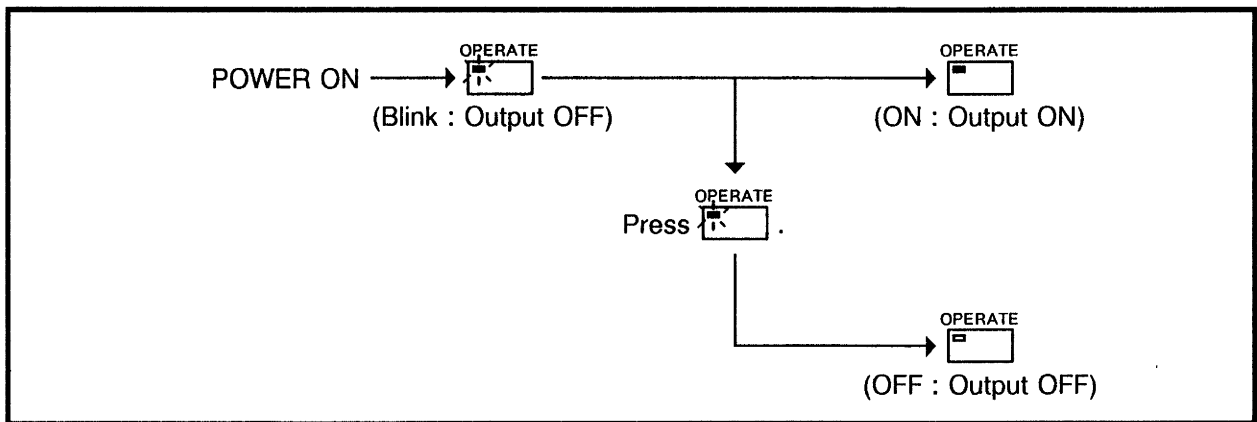 OPERATE
OPERATE
POWER ON
(Blink : Output OFF)
(ON : Output ON)
OPERATE
Press .
OPERATE
(OFF : Output OFF)